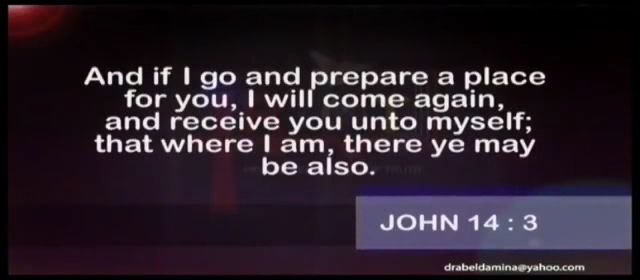 And if I go and prepare a place
for you, I will come again,
and receive you unto myself;
that where I am, there ye may
be also.
JOHN 14 : 3
drabeldamina@yahoo.com